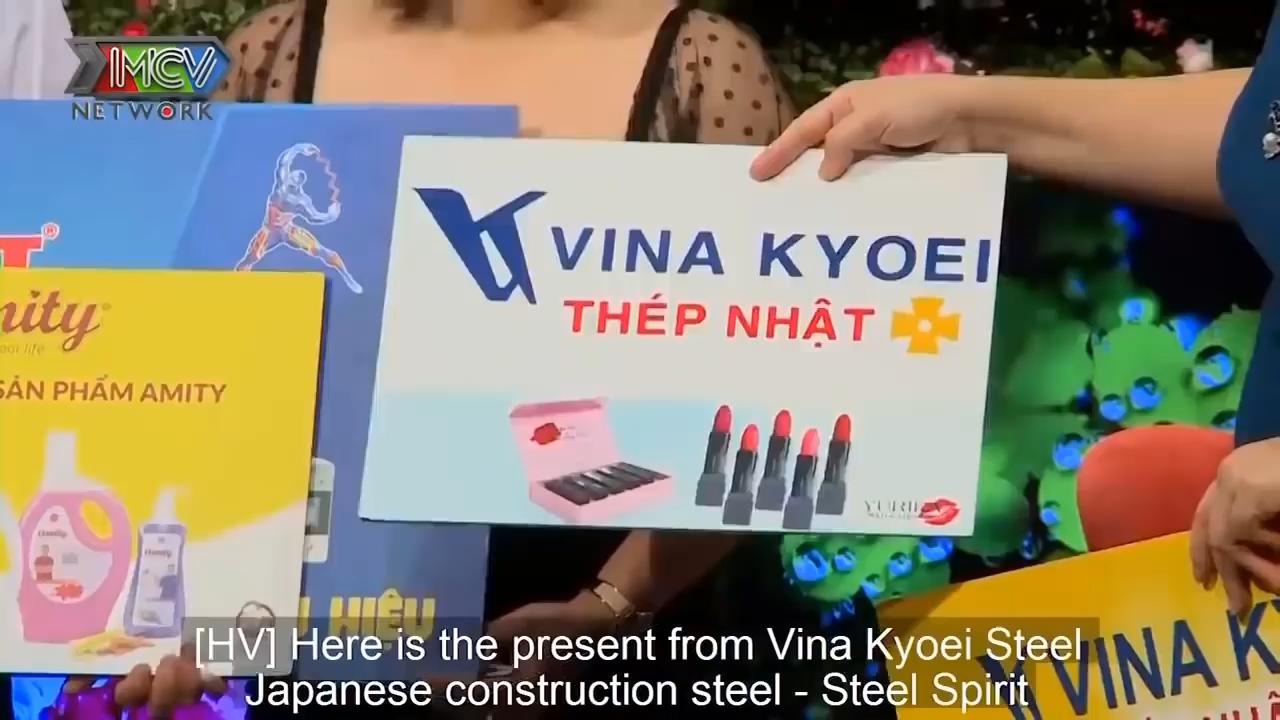 MCV
NETWORK
®
VINA KYOEI
THÉP NHẬT
SẢN PHẨM AMITY
HIỆU
VINA K
[HV] Here is the present from Vina Kyoei Steel
Japanese construction steel - Steel Spirit